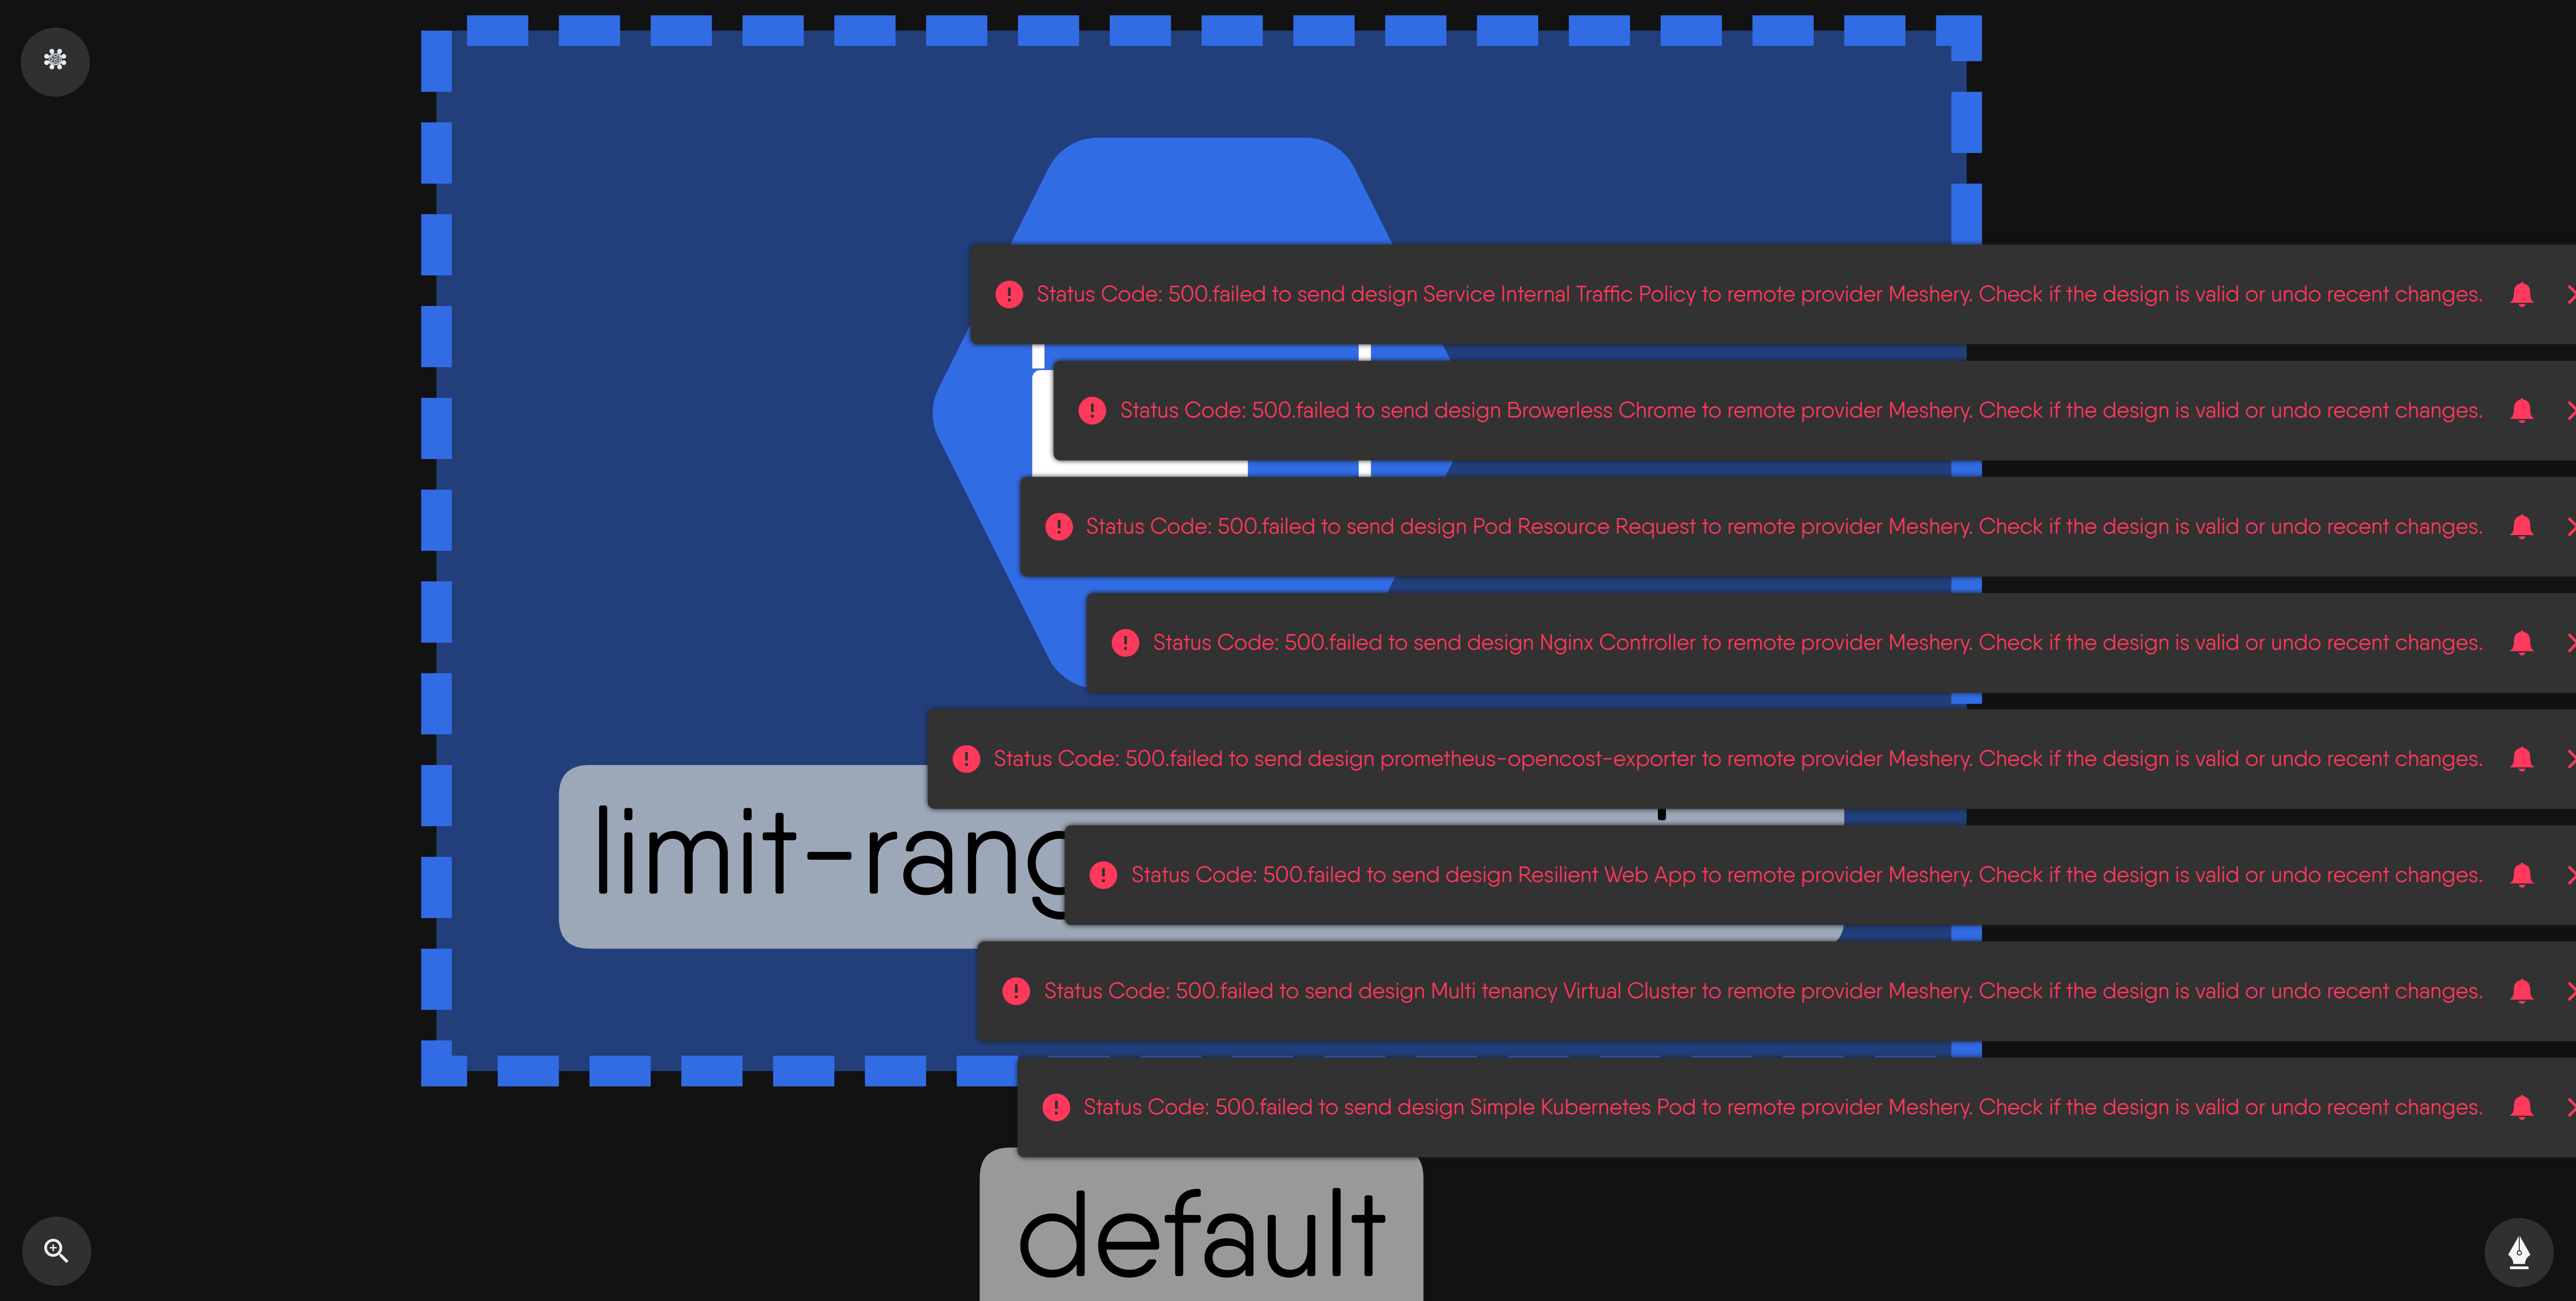 Status Code: 500.failed to send design Service Internal Traffic Policy to remote provider Meshery. Check if the design is valid or undo recent changes.
Status Code: 500.failed to send design Browerless Chrome to remote provider Meshery. Check if the design is valid or undo recent changes.
Status Code: 500.failed to send design Pod Resource Request to remote provider Meshery. Check if the design is valid or undo recent changes.
Status Code: 500.failed to send design Nginx Controller to remote provider Meshery. Check if the design is valid or undo recent changes.
Status Code: 500.failed to send design prometheus-opencost-exporter to remote provider Meshery. Check if the design is valid or undo recent changes.
limit-rang
Status Code: 500.failed to send design Resilient Web App to remote provider Meshery. Check if the design is valid or undo recent changes.
Status Code: 500.failed to send design Multi tenancy Virtual Cluster to remote provider Meshery. Check if the design is valid or undo recent changes.
Status Code: 500.failed to send design Simple Kubernetes Pod to remote provider Meshery. Check if the design is valid or undo recent changes.
default